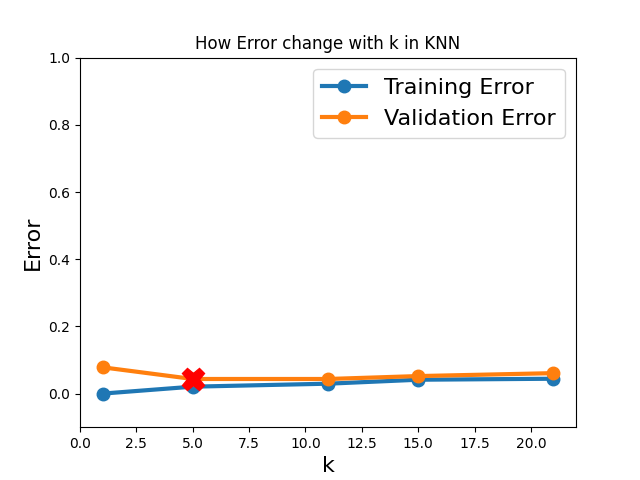 How Error change with k in KNN
1.0
0.8
0.6
0.4
0.2
0.0
Error
Training Error
Validation Error
0.0 2.5 5.0 7.5 10.0 12.5 15.0 17.5 20.0
k